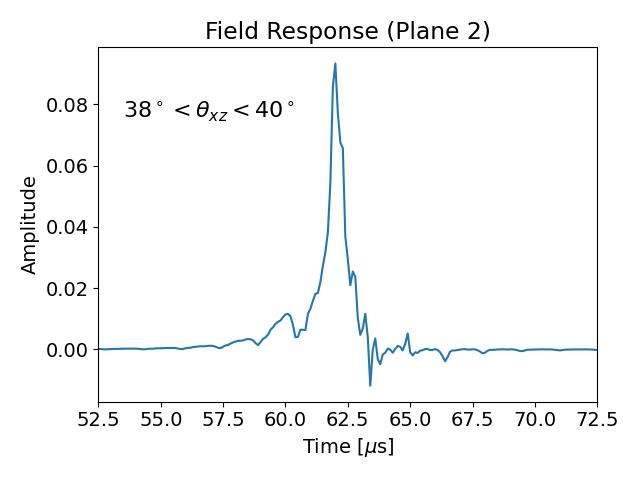 Field Response (Plane 2)
38° < θxz < 40°
Amplitude
0.08
0.06
0.04
0.02
0.00
52.5 55.0 57.5 60.0 62.5 65.0 67.5 70.0 72.5
Time [μs]